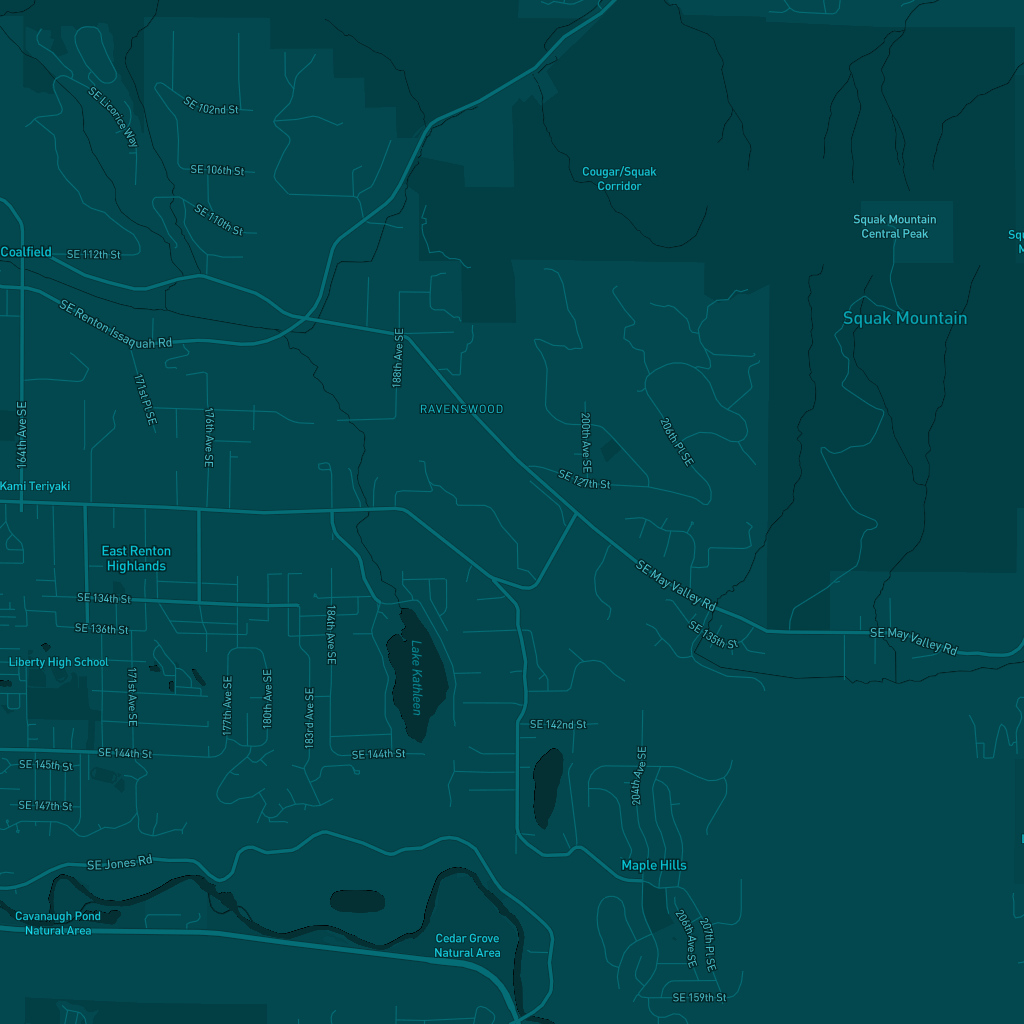 SE Licorice Way
SE 102nd St
SE 106th St
Cougar/Squak
Corridor
SE 110th St
Squak Mountain
Central Peak
Coalfield
SE 112th St
SE Renton Issaquah Rd
Squak Mountain
188th Ave SE
171st Pl SE
RAVENSWOOD
164th Ave SE
176th Ave SE
200th Ave SE
206th Pl SE
SE 127th St
Kami Teriyaki
East Renton
Highlands
SE May Valley Rd
SE 134th St
SE 136th St
184th Ave SE
SE 135th St
SE May Valley Rd
Liberty High School
Lake Kathleen
171st Ave SE
177th Ave SE
180th Ave SE
183rd Ave SE
SE 142nd St
SE 144th St
SE 144th St
SE 145th St
204th Ave SE
SE 147th St
SE Jones Rd
Maple Hills
Cavanaugh Pond
Natural Area
Cedar Grove
Natural Area
206th Ave SE
207th Pl SE
SE 159th St